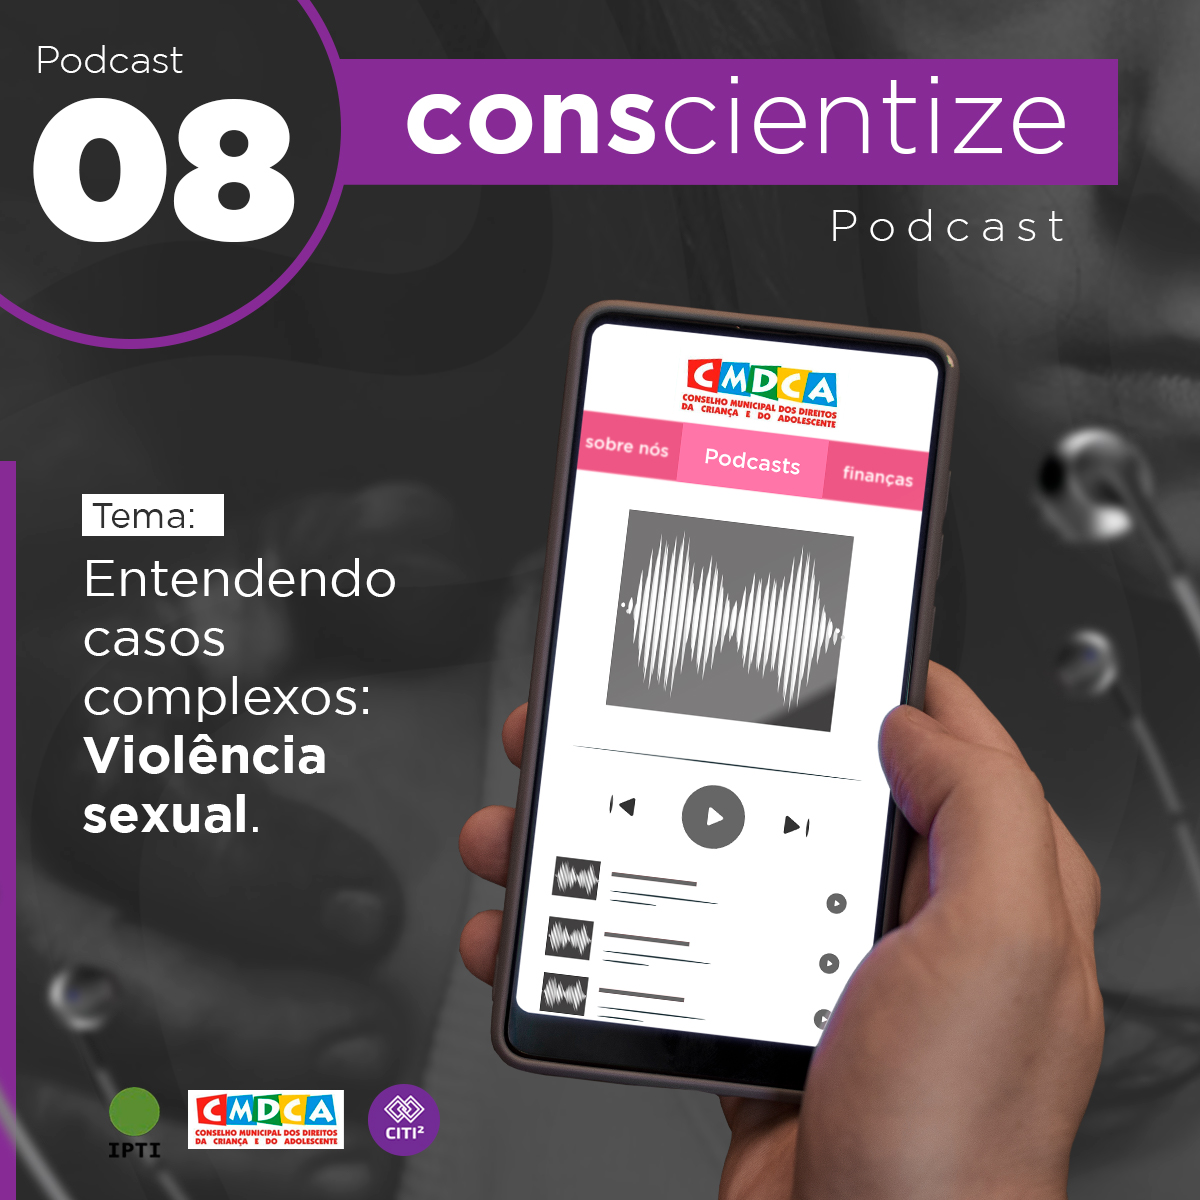 Podcast
08
conscientize
Podcast
CMDCA
CONSELHO MUNICIPAL DOS DIREITOS
DA CRIANÇA E DO ADOLESCENTE
sobre nós
Podcasts
finanças
Tema:
Entendendo
casos
complexos:
Violência
sexual.
IPTI
CMDCA
CONSELHO MUNICIPAL DOS DIREITOS
DA CRIANÇA E DO ADOLESCENTE
CITI²